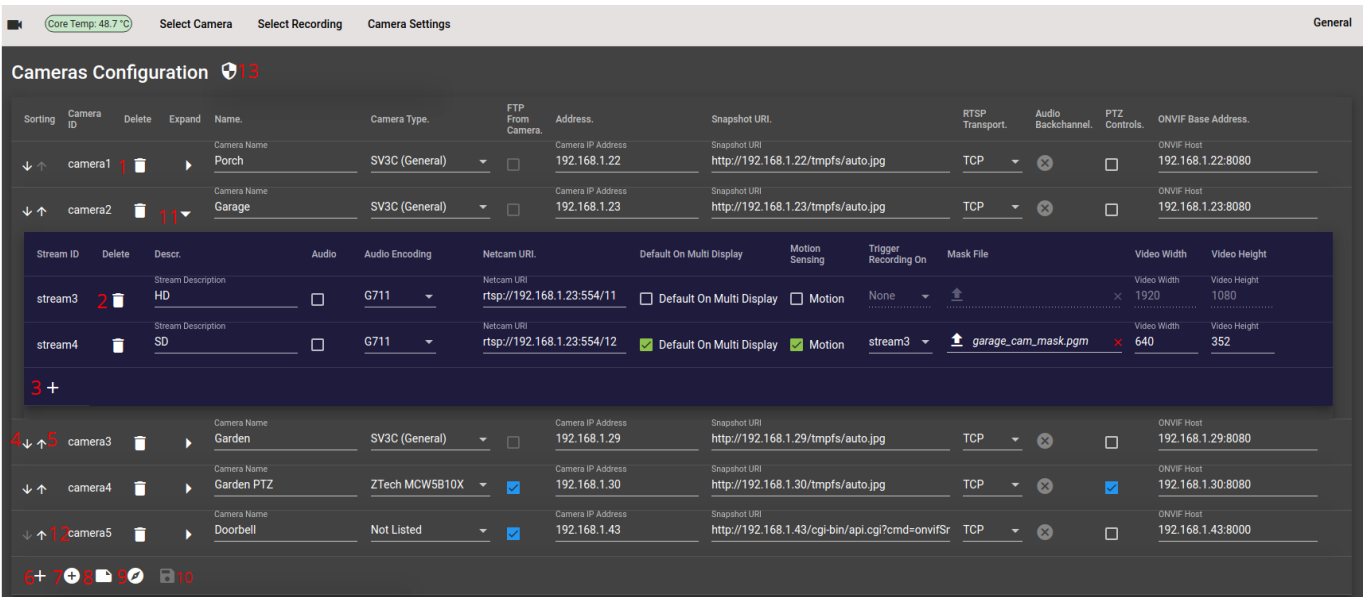 Core Temp: 48.7 °C Select Camera Select Recording Camera Settings General
Cameras Configuration 13
Sorting Camera ID Delete Expand Name. Camera Type. FTP From Camera. Address. Snapshot URI. RTSP Transport. Audio Backchannel. PTZ Controls. ONVIF Base Address.
Camera Name Camera IP Address Snapshot URI ONVIF Host
camera1 1 Porch SV3C (General) 192.168.1.22 http://192.168.1.22/tmpfs/auto.jpg TCP 192.168.1.22:8080
Camera Name Camera IP Address Snapshot URI ONVIF Host
camera2 11 Garage SV3C (General) 192.168.1.23 http://192.168.1.23/tmpfs/auto.jpg TCP 192.168.1.23:8080
Stream ID Delete Descr. Audio Audio Encoding Netcam URI. Default On Multi Display Motion Sensing Trigger Recording On Mask File Video Width Video Height
Stream Description Netcam URI Video Width Video Height
stream3 2 HD G711 rtsp://192.168.1.23:554/11 Default On Multi Display Motion None 1920 1080
Stream Description Netcam URI Video Width Video Height
stream4 SD G711 rtsp://192.168.1.23:554/12 Default On Multi Display Motion stream3 garage_cam_mask.pgm 640 352
3 +
Camera Name Camera IP Address Snapshot URI ONVIF Host
4 5 camera3 Garden SV3C (General) 192.168.1.29 http://192.168.1.29/tmpfs/auto.jpg TCP 192.168.1.29:8080
Camera Name Camera IP Address Snapshot URI ONVIF Host
camera4 Garden PTZ ZTech MCW5B10X 192.168.1.30 http://192.168.1.30/tmpfs/auto.jpg TCP 192.168.1.30:8080
Camera Name Camera IP Address Snapshot URI ONVIF Host
12 camera5 Doorbell Not Listed 192.168.1.43 http://192.168.1.43/cgi-bin/api.cgi?cmd=onvifSr TCP 192.168.1.43:8000
6 + 7 8 9 10